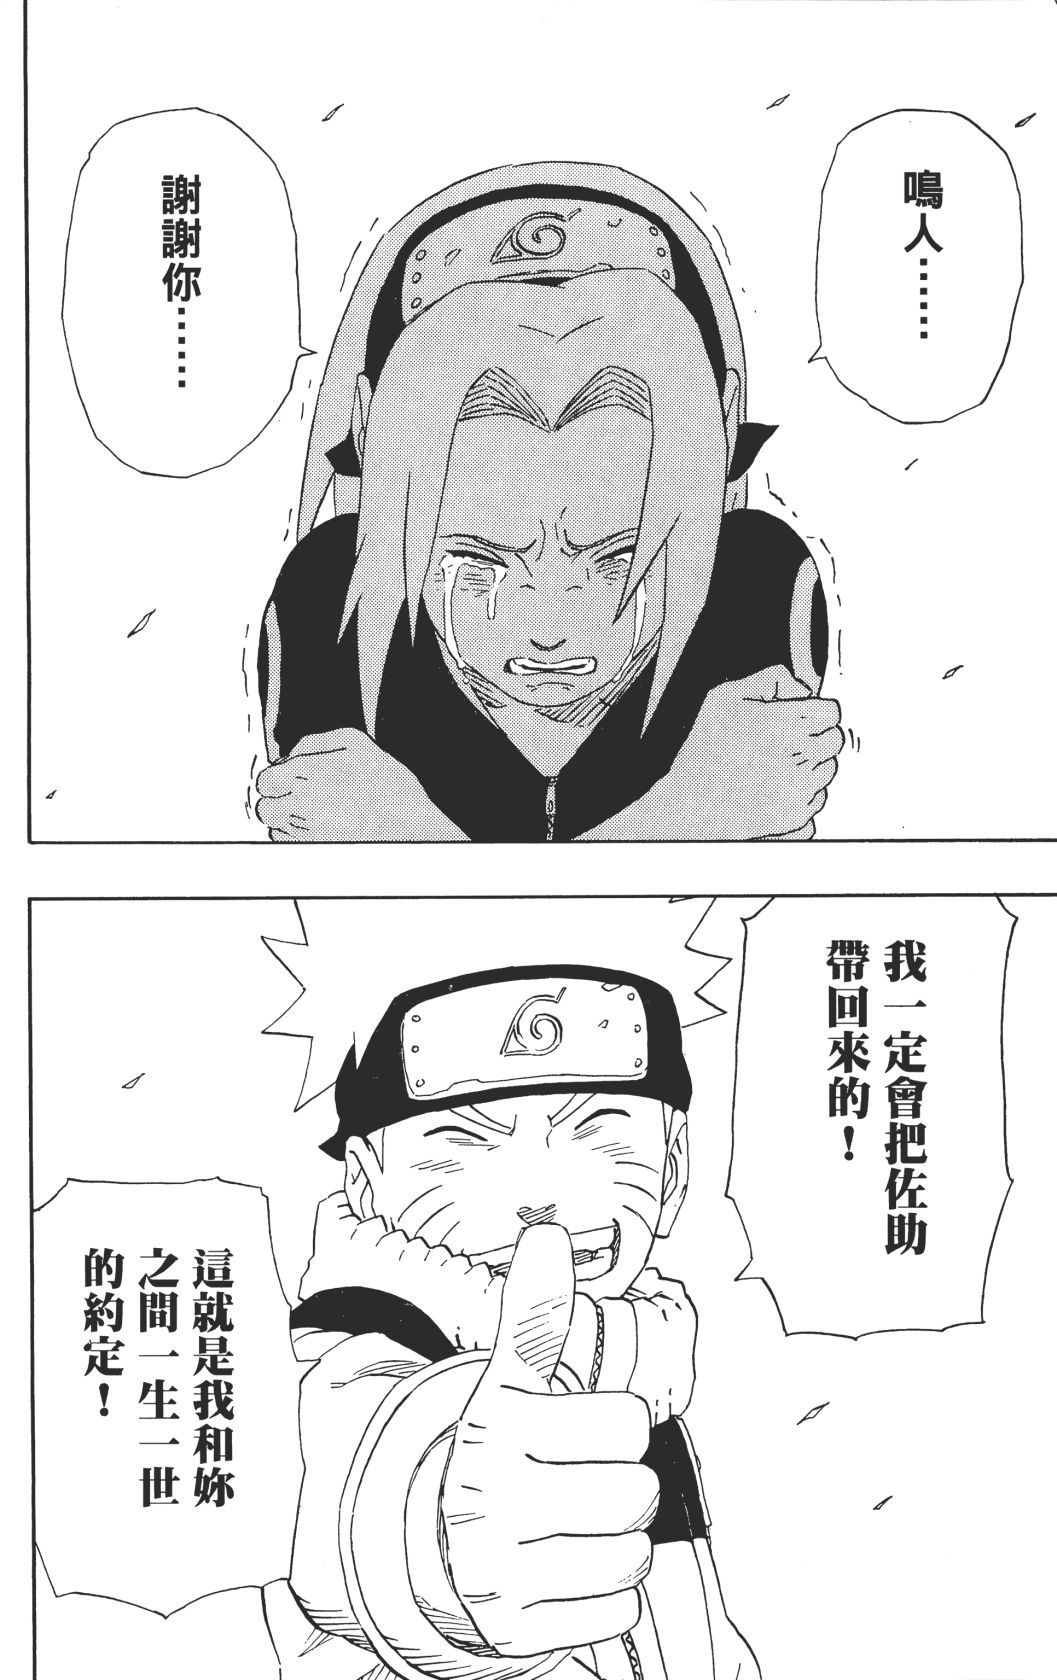 鳴人⋯⋯
謝謝你⋯⋯
我一定會把佐助
帶回來的！
這就是我和妳
之間一生一世
的約定！